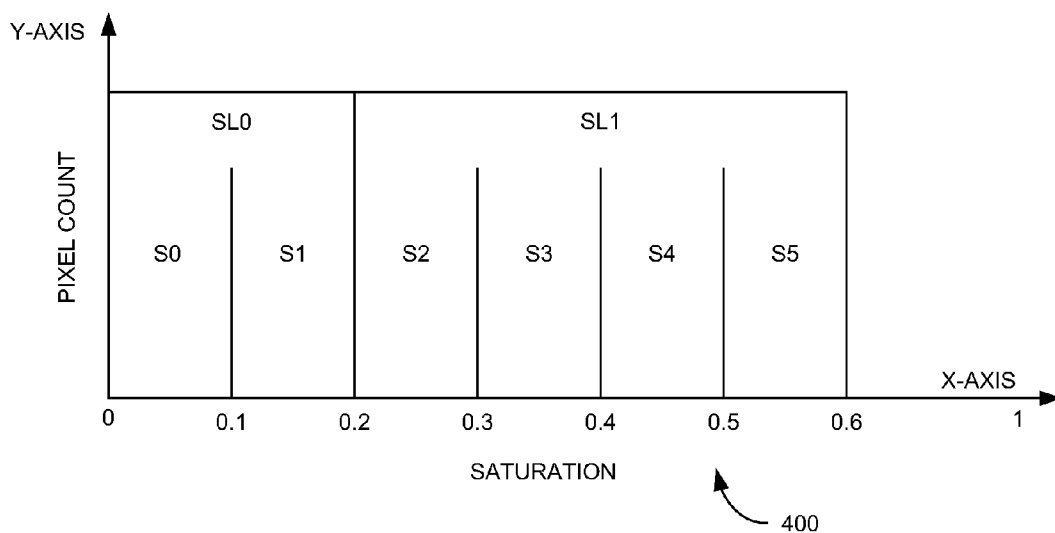 Y-AXIS
PIXEL COUNT
SL0 SL1
S0 S1 S2 S3 S4 S5
X-AXIS
0 0.1 0.2 0.3 0.4 0.5 0.6 1
SATURATION
400